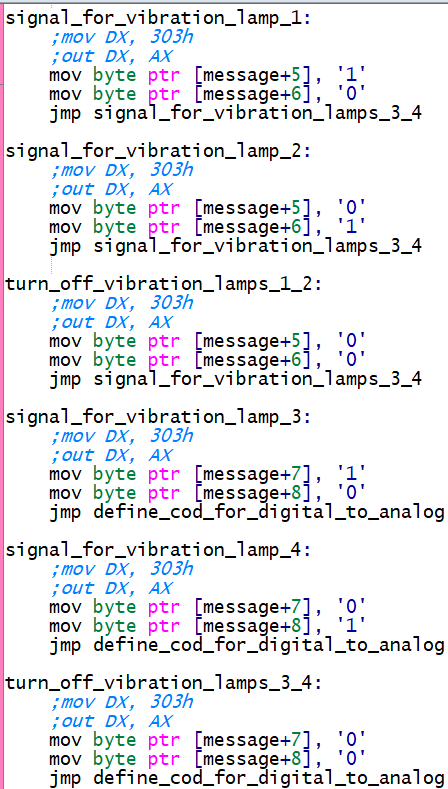 signal_for_vibration_lamp_1:
;mov DX, 303h
;out DX, AX
mov byte ptr [message+5], '1'
mov byte ptr [message+6], '0'
jmp signal_for_vibration_lamps_3_4
signal_for_vibration_lamp_2:
;mov DX, 303h
;out DX, AX
mov byte ptr [message+5], '0'
mov byte ptr [message+6], '1'
jmp signal_for_vibration_lamps_3_4
turn_off_vibration_lamps_1_2:
;mov DX, 303h
;out DX, AX
mov byte ptr [message+5], '0'
mov byte ptr [message+6], '0'
jmp signal_for_vibration_lamps_3_4
signal_for_vibration_lamp_3:
;mov DX, 303h
;out DX, AX
mov byte ptr [message+7], '1'
mov byte ptr [message+8], '0'
jmp define_cod_for_digital_to_analog
signal_for_vibration_lamp_4:
;mov DX, 303h
;out DX, AX
mov byte ptr [message+7], '0'
mov byte ptr [message+8], '1'
jmp define_cod_for_digital_to_analog
turn_off_vibration_lamps_3_4:
;mov DX, 303h
;out DX, AX
mov byte ptr [message+7], '0'
mov byte ptr [message+8], '0'
jmp define_cod_for_digital_to_analog